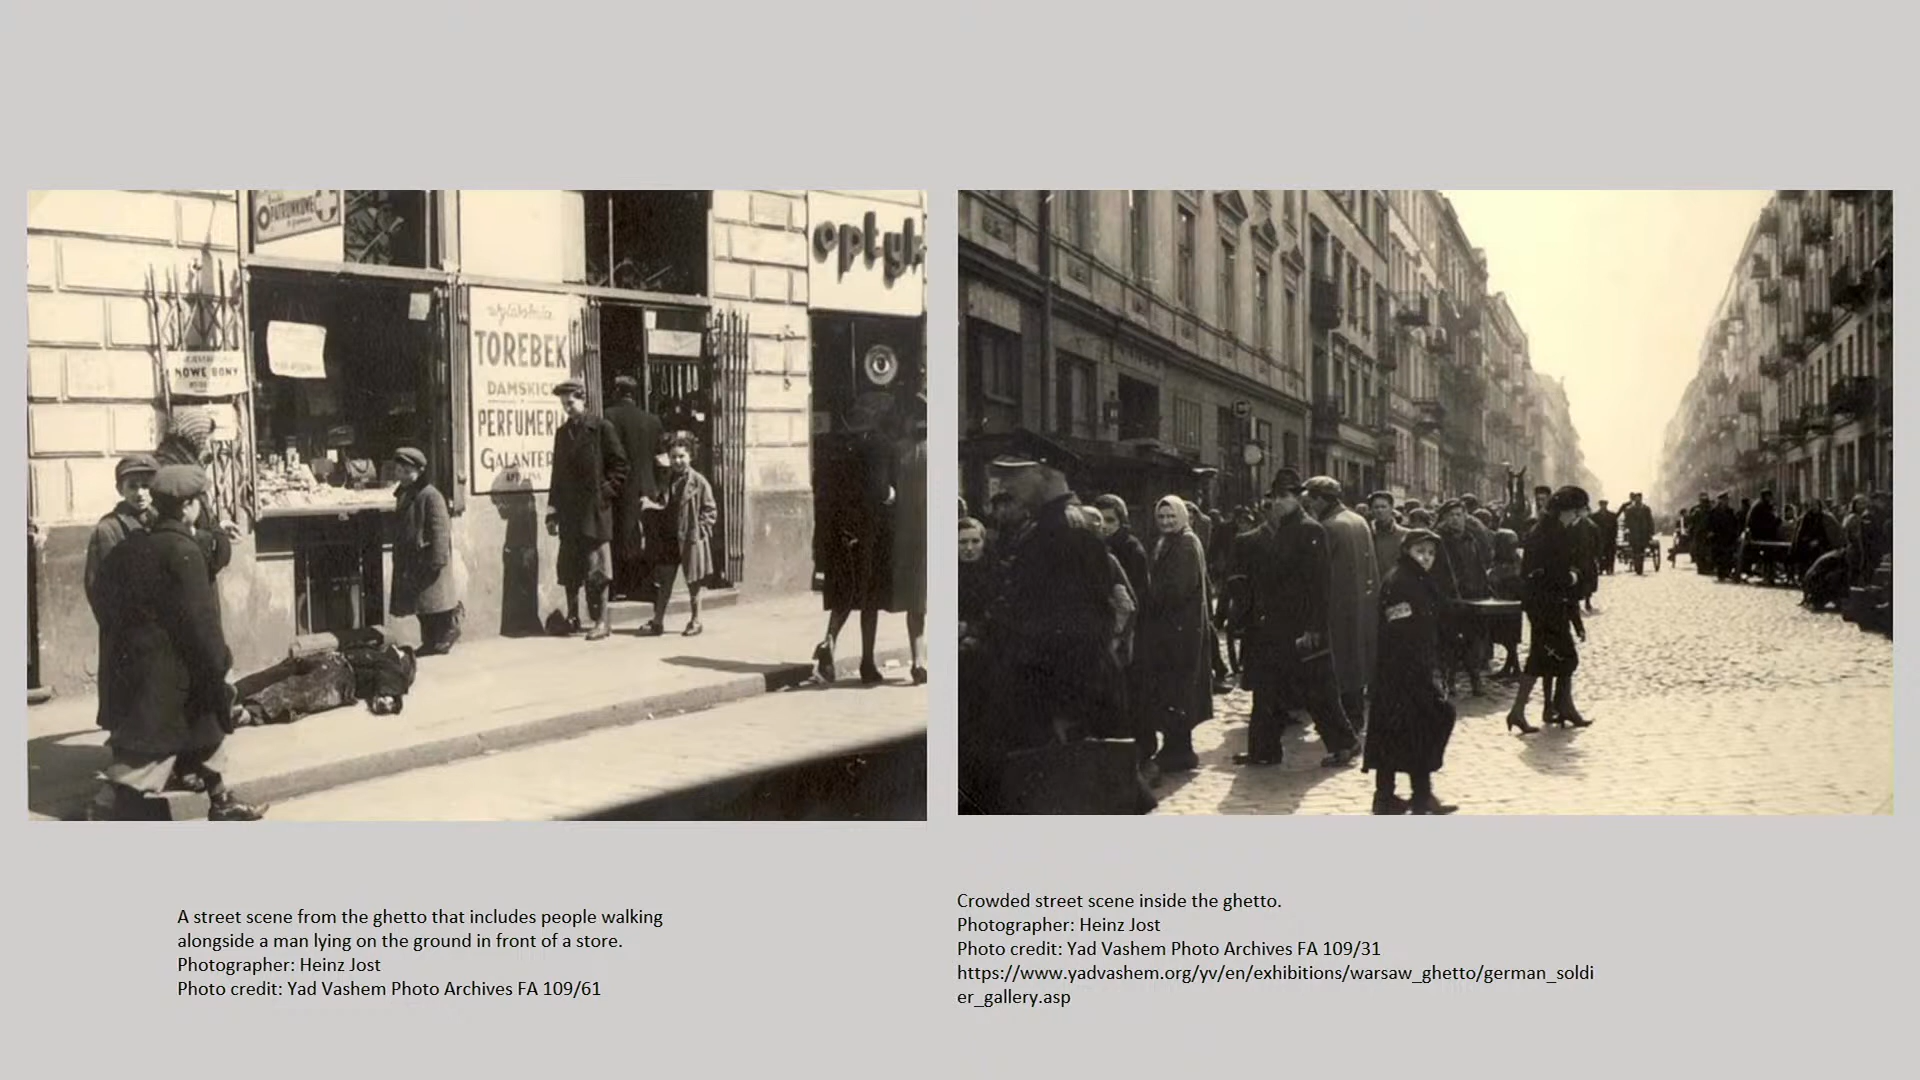 OPATRUNKOWE
optyk
NOWE BONY
TOREBEK
DAMSKICH
PERFUMERI
GALANTER
A street scene from the ghetto that includes people walking
alongside a man lying on the ground in front of a store.
Photographer: Heinz Jost
Photo credit: Yad Vashem Photo Archives FA 109/61
Crowded street scene inside the ghetto.
Photographer: Heinz Jost
Photo credit: Yad Vashem Photo Archives FA 109/31
https://www.yadvashem.org/yv/en/exhibitions/warsaw_ghetto/german_soldi
er_gallery.asp